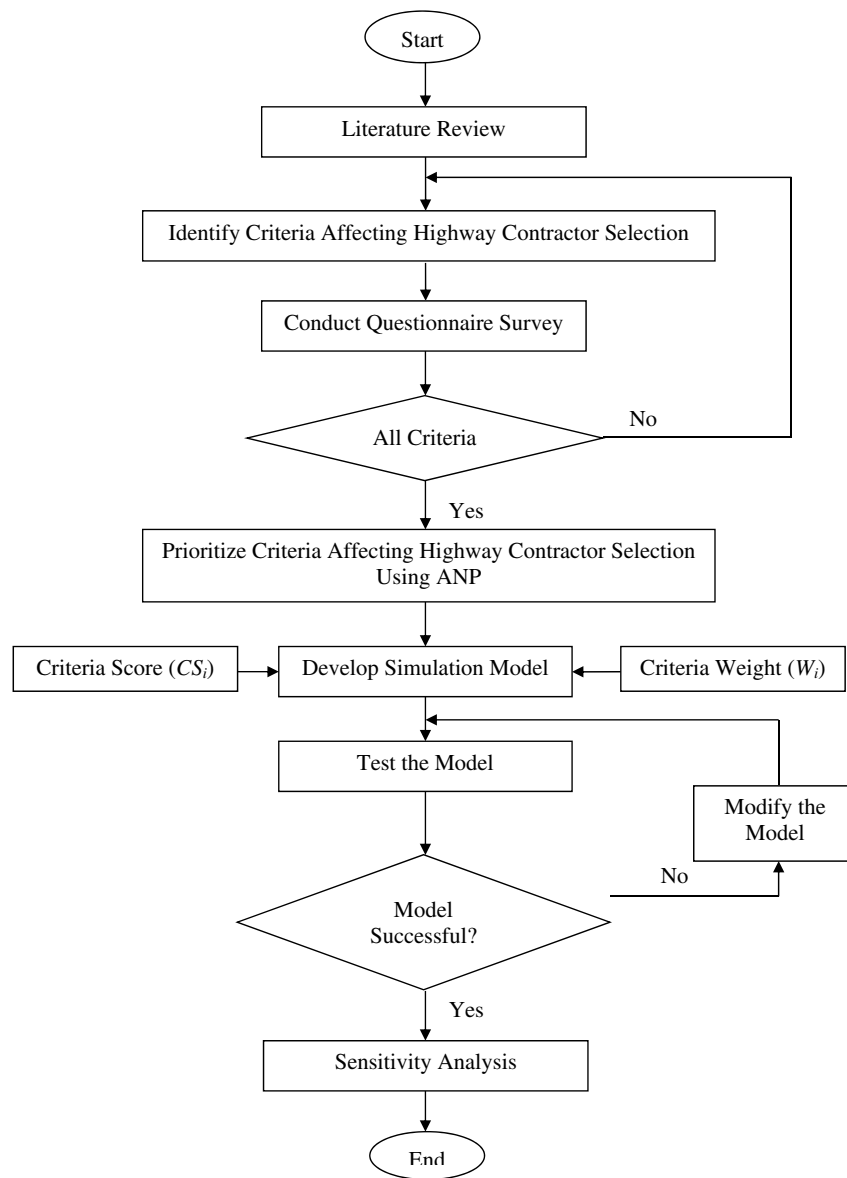 Start
Literature Review
Identify Criteria Affecting Highway Contractor Selection
Conduct Questionnaire Survey
All Criteria
No
Yes
Prioritize Criteria Affecting Highway Contractor Selection
Using ANP
Criteria Score (CSi)
Develop Simulation Model
Criteria Weight (Wi)
Test the Model
Modify the
Model
No
Model
Successful?
Yes
Sensitivity Analysis
End